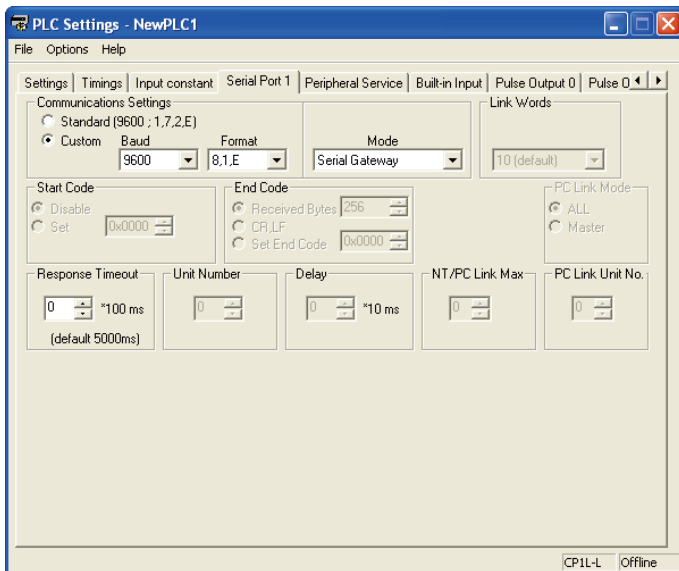 PLC Settings - NewPLC1
File Options Help
Settings Timings Input constant Serial Port 1 Peripheral Service Built-in Input Pulse Output 0 Pulse O
Communications Settings Link Words
Standard (9600 ; 1,7,2,E)
Custom Baud Format Mode
9600 8,1,E Serial Gateway 10 (default)
Start Code End Code PC Link Mode
Disable Received Bytes 256 ALL
Set 0x0000 CR,LF Master
Set End Code 0x0000
Response Timeout Unit Number Delay NT/PC Link Max PC Link Unit No.
0 *100 ms 0 0 *10 ms 0 0
(default 5000ms)
CP1L-L Offline